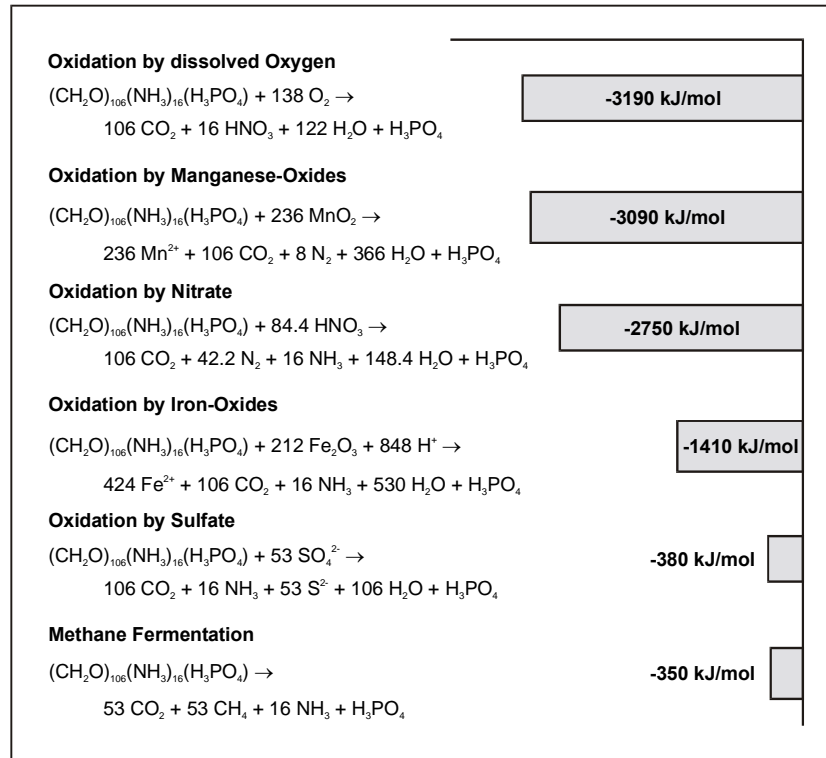 Oxidation by dissolved Oxygen
(CH₂O)₁₀₆(NH₃)₁₆(H₃PO₄) + 138 O₂ →
-3190 kJ/mol
106 CO₂ + 16 HNO₃ + 122 H₂O + H₃PO₄
Oxidation by Manganese-Oxides
(CH₂O)₁₀₆(NH₃)₁₆(H₃PO₄) + 236 MnO₂ →
-3090 kJ/mol
236 Mn²⁺ + 106 CO₂ + 8 N₂ + 366 H₂O + H₃PO₄
Oxidation by Nitrate
(CH₂O)₁₀₆(NH₃)₁₆(H₃PO₄) + 84.4 HNO₃ →
-2750 kJ/mol
106 CO₂ + 42.2 N₂ + 16 NH₃ + 148.4 H₂O + H₃PO₄
Oxidation by Iron-Oxides
(CH₂O)₁₀₆(NH₃)₁₆(H₃PO₄) + 212 Fe₂O₃ + 848 H⁺ →
-1410 kJ/mol
424 Fe²⁺ + 106 CO₂ + 16 NH₃ + 530 H₂O + H₃PO₄
Oxidation by Sulfate
(CH₂O)₁₀₆(NH₃)₁₆(H₃PO₄) + 53 SO₄²⁻ →
-380 kJ/mol
106 CO₂ + 16 NH₃ + 53 S²⁻ + 106 H₂O + H₃PO₄
Methane Fermentation
(CH₂O)₁₀₆(NH₃)₁₆(H₃PO₄) →
-350 kJ/mol
53 CO₂ + 53 CH₄ + 16 NH₃ + H₃PO₄